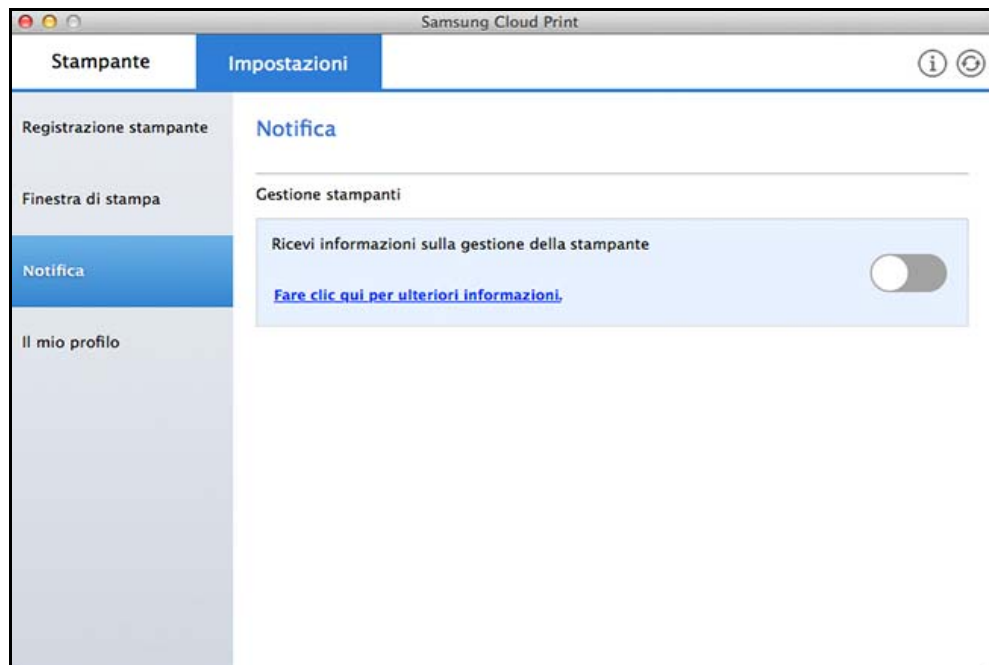 Samsung Cloud Print
Stampante
Impostazioni
Registrazione stampante
Finestra di stampa
Notifica
Il mio profilo
Notifica
Gestione stampanti
Ricevi informazioni sulla gestione della stampante
Fare clic qui per ulteriori informazioni.